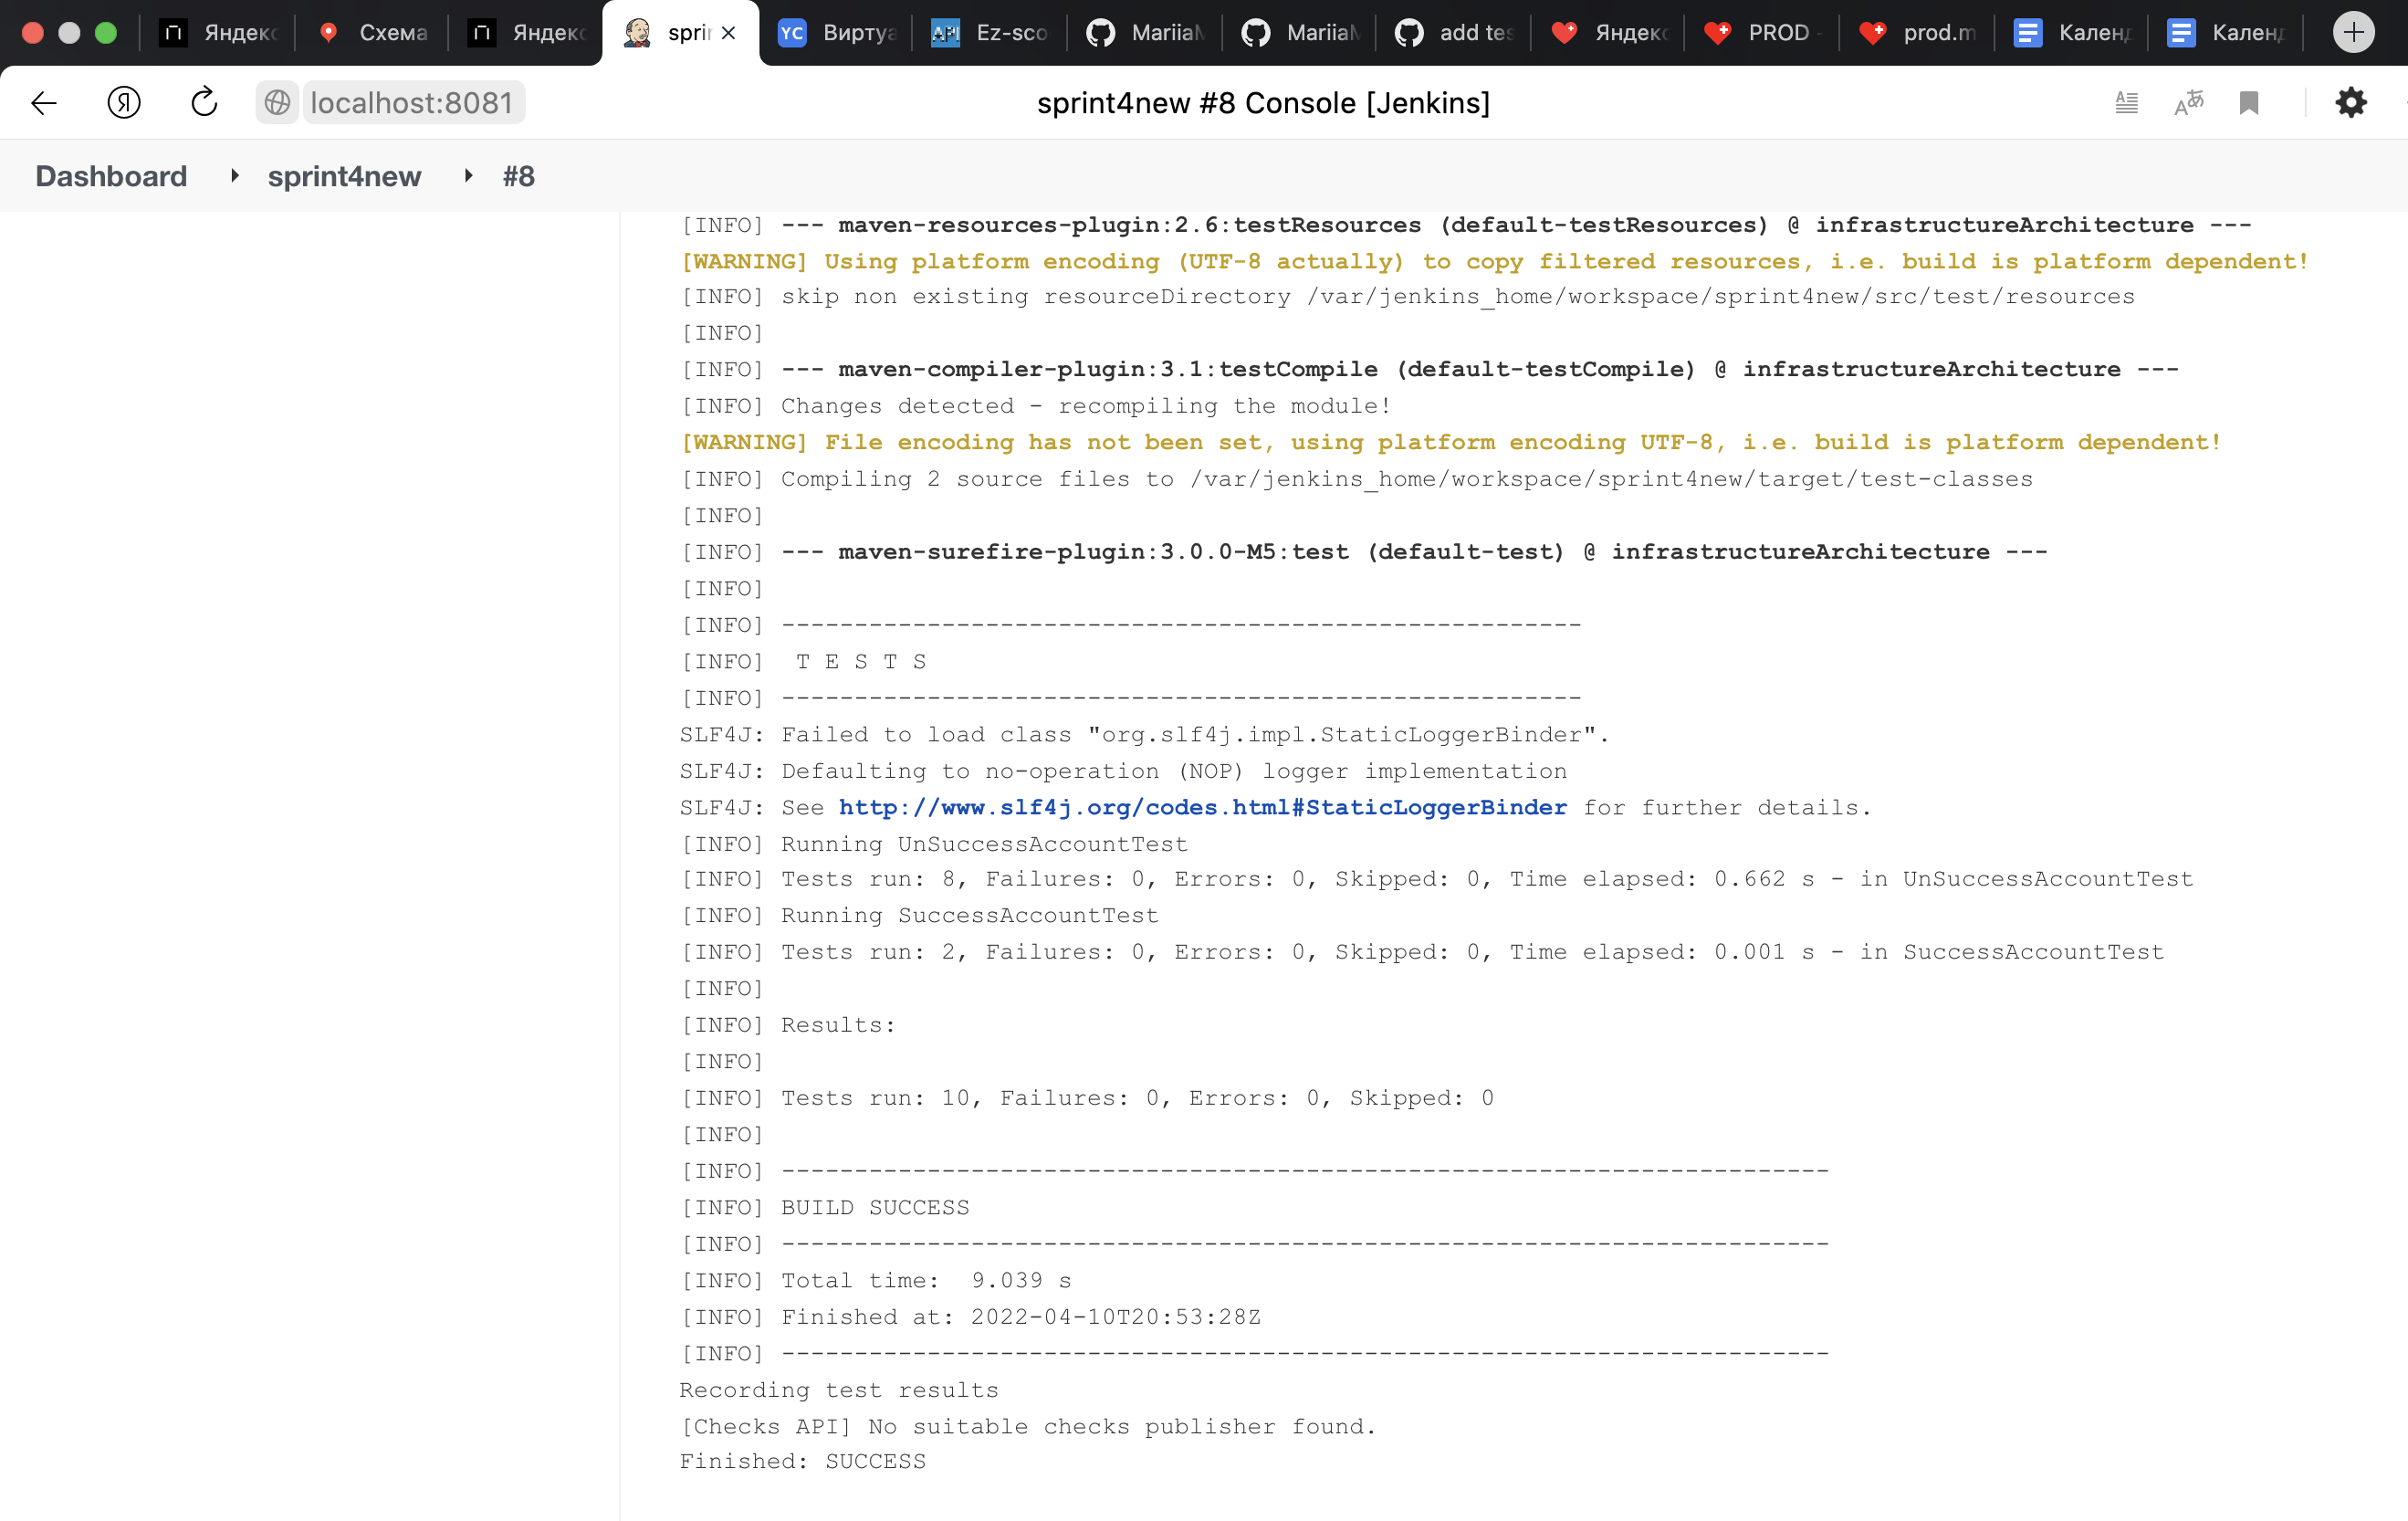 Яндекс
Схема
Яндекс
sprin
YC Виртуа
API Ez-sco
MariiaM
MariiaM
add tes
Яндекс
PROD -
prod.m
Календ
Календ
localhost:8081
sprint4new #8 Console [Jenkins]
Dashboard
sprint4new
#8
[INFO] --- maven-resources-plugin:2.6:testResources (default-testResources) @ infrastructureArchitecture ---
[WARNING] Using platform encoding (UTF-8 actually) to copy filtered resources, i.e. build is platform dependent!
[INFO] skip non existing resourceDirectory /var/jenkins_home/workspace/sprint4new/src/test/resources
[INFO]
[INFO] --- maven-compiler-plugin:3.1:testCompile (default-testCompile) @ infrastructureArchitecture ---
[INFO] Changes detected - recompiling the module!
[WARNING] File encoding has not been set, using platform encoding UTF-8, i.e. build is platform dependent!
[INFO] Compiling 2 source files to /var/jenkins_home/workspace/sprint4new/target/test-classes
[INFO]
[INFO] --- maven-surefire-plugin:3.0.0-M5:test (default-test) @ infrastructureArchitecture ---
[INFO]
[INFO] -------------------------------------------------------
[INFO]  T E S T S
[INFO] -------------------------------------------------------
SLF4J: Failed to load class "org.slf4j.impl.StaticLoggerBinder".
SLF4J: Defaulting to no-operation (NOP) logger implementation
SLF4J: See http://www.slf4j.org/codes.html#StaticLoggerBinder for further details.
[INFO] Running UnSuccessAccountTest
[INFO] Tests run: 8, Failures: 0, Errors: 0, Skipped: 0, Time elapsed: 0.662 s - in UnSuccessAccountTest
[INFO] Running SuccessAccountTest
[INFO] Tests run: 2, Failures: 0, Errors: 0, Skipped: 0, Time elapsed: 0.001 s - in SuccessAccountTest
[INFO]
[INFO] Results:
[INFO]
[INFO] Tests run: 10, Failures: 0, Errors: 0, Skipped: 0
[INFO]
[INFO] ------------------------------------------------------------------------
[INFO] BUILD SUCCESS
[INFO] ------------------------------------------------------------------------
[INFO] Total time:  9.039 s
[INFO] Finished at: 2022-04-10T20:53:28Z
[INFO] ------------------------------------------------------------------------
Recording test results
[Checks API] No suitable checks publisher found.
Finished: SUCCESS